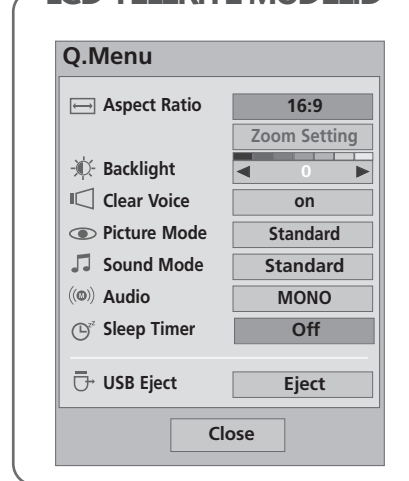 Q.Menu
Aspect Ratio 16:9
Zoom Setting
Backlight 0
Clear Voice on
Picture Mode Standard
Sound Mode Standard
Audio MONO
Sleep Timer Off
USB Eject Eject
Close